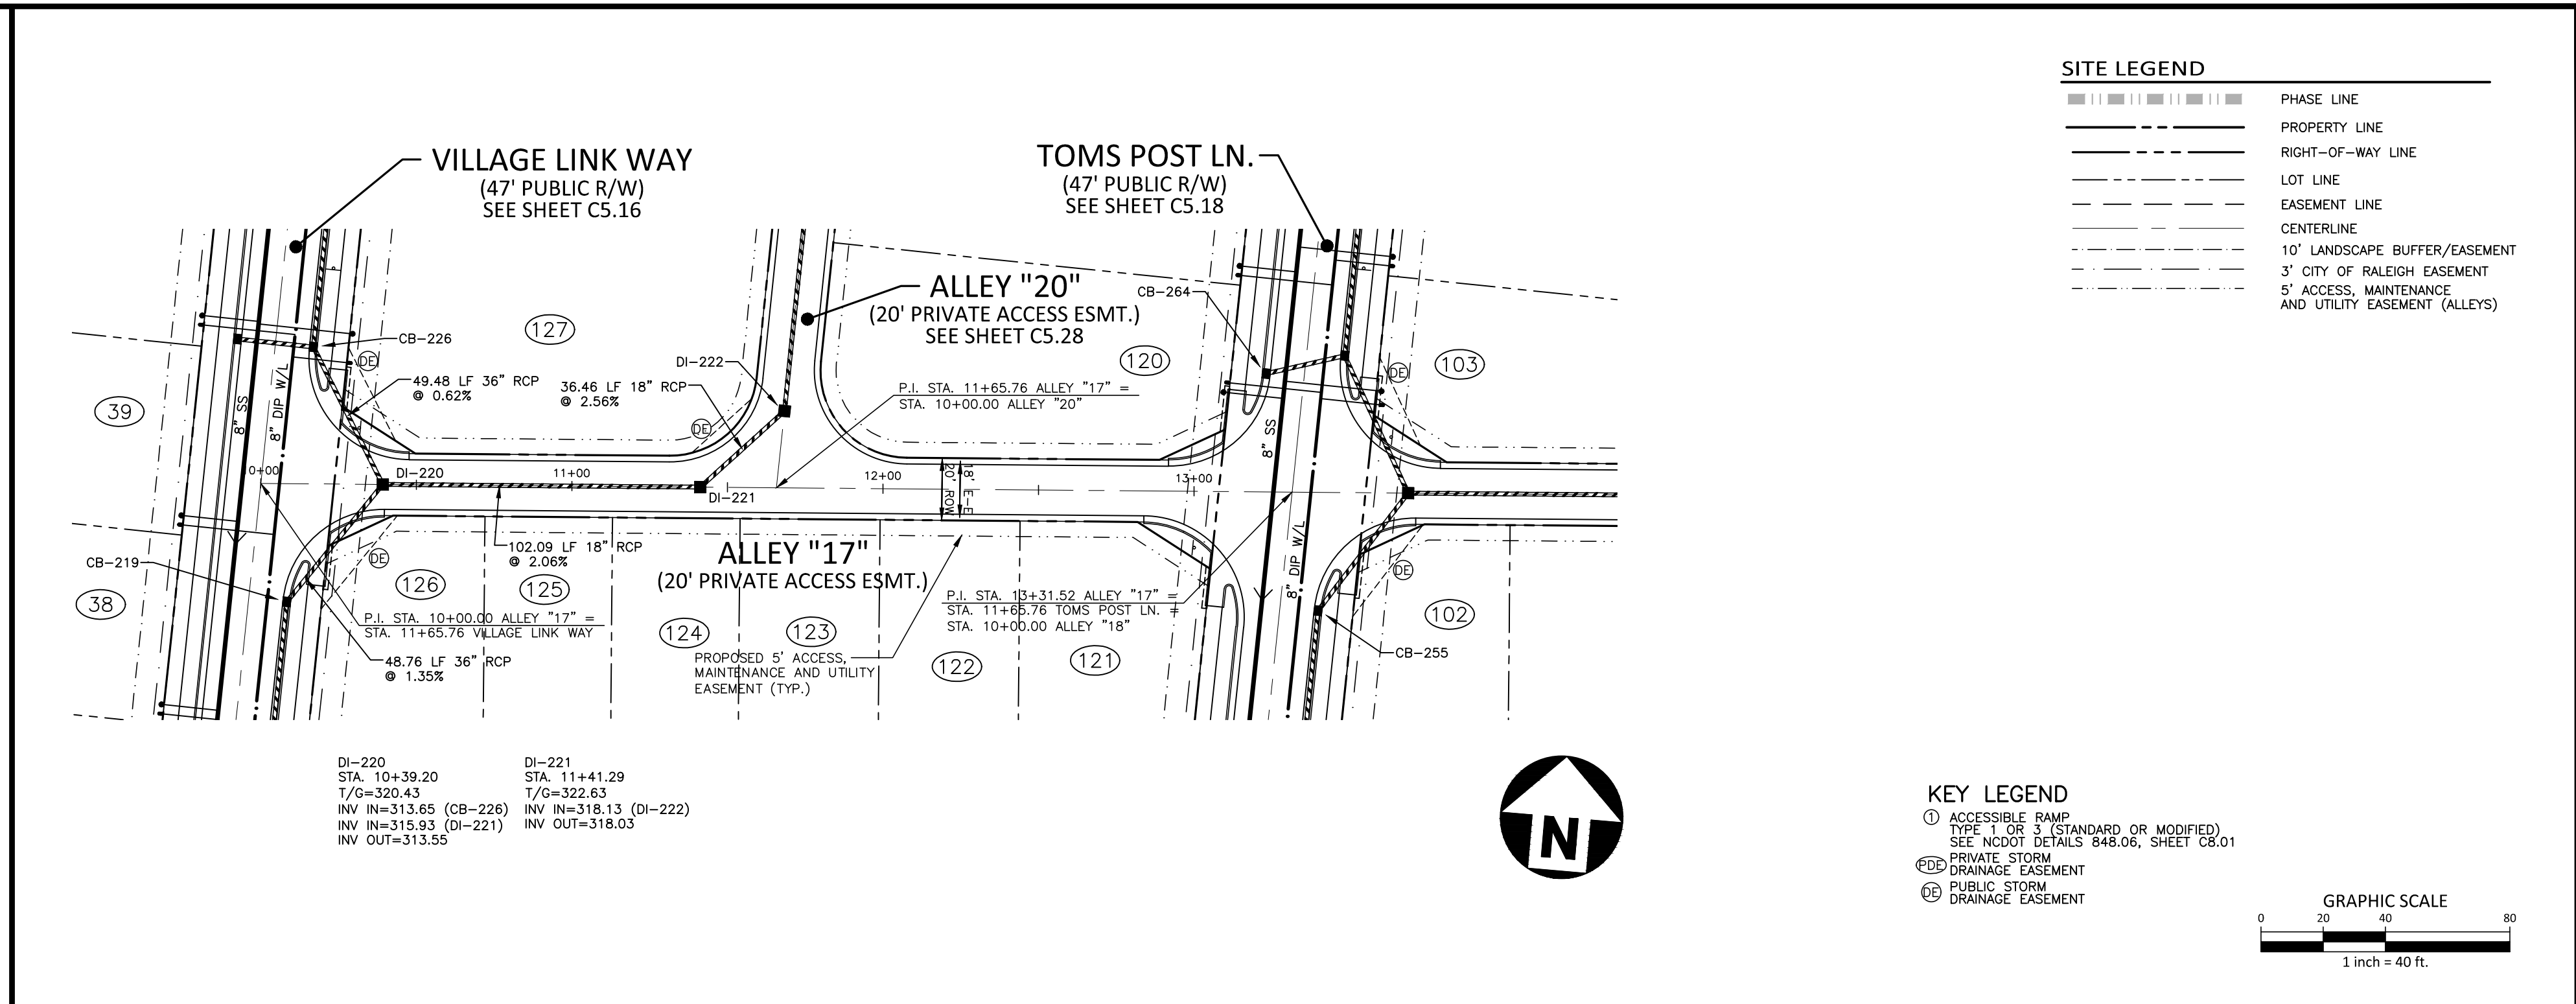 SITE LEGEND
PHASE LINE
PROPERTY LINE
RIGHT-OF-WAY LINE
LOT LINE
EASEMENT LINE
CENTERLINE
10' LANDSCAPE BUFFER/EASEMENT
3' CITY OF RALEIGH EASEMENT
5' ACCESS, MAINTENANCE
AND UTILITY EASEMENT (ALLEYS)
VILLAGE LINK WAY
(47' PUBLIC R/W)
SEE SHEET C5.16
TOMS POST LN.
(47' PUBLIC R/W)
SEE SHEET C5.18
ALLEY "20"
(20' PRIVATE ACCESS ESMT.)
SEE SHEET C5.28
CB-264
127
CB-226
DE
DI-222
120
103
DE
49.48 LF 36" RCP
@ 0.62%
36.46 LF 18" RCP
@ 2.56%
P.I. STA. 11+65.76 ALLEY "17" =
STA. 10+00.00 ALLEY "20"
39
8" SS
8" DIP W/L
DE
8" SS
0+00
DI-220
11+00
DI-221
12+00
20' ROW
18' E-E
13+00
102.09 LF 18" RCP
@ 2.06%
ALLEY "17"
(20' PRIVATE ACCESS ESMT.)
8" DIP W/L
CB-219
DE
DE
126
125
38
P.I. STA. 10+00.00 ALLEY "17" =
STA. 11+65.76 VILLAGE LINK WAY
P.I. STA. 13+31.52 ALLEY "17" =
STA. 11+65.76 TOMS POST LN. =
STA. 10+00.00 ALLEY "18"
102
124
123
122
121
CB-255
48.76 LF 36" RCP
@ 1.35%
PROPOSED 5' ACCESS,
MAINTENANCE AND UTILITY
EASEMENT (TYP.)
DI-220
STA. 10+39.20
T/G=320.43
INV IN=313.65 (CB-226)
INV IN=315.93 (DI-221)
INV OUT=313.55
DI-221
STA. 11+41.29
T/G=322.63
INV IN=318.13 (DI-222)
INV OUT=318.03
N
KEY LEGEND
1 ACCESSIBLE RAMP
TYPE 1 OR 3 (STANDARD OR MODIFIED)
SEE NCDOT DETAILS 848.06, SHEET C8.01
PDE PRIVATE STORM
DRAINAGE EASEMENT
DE PUBLIC STORM
DRAINAGE EASEMENT
GRAPHIC SCALE
0 20 40 80
1 inch = 40 ft.